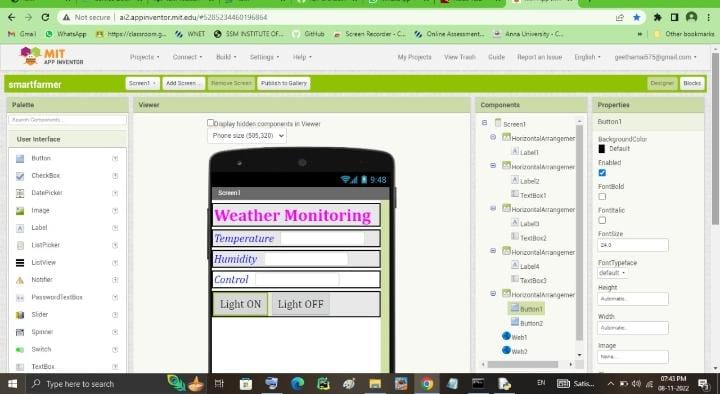 Not secure | ai2.appinventor.mit.edu/#5285234460196864
Gmail WhatsApp https://classroom.g... WNET SSM INSTITUTE OF... GitHub Screen Recorder - C... Online Assessment... Anna University - C... Other bookmarks
MIT
APP INVENTOR
Projects Connect Build Settings Help My Projects View Trash Guide Report an Issue English geethamai575@gmail.com
smartfarmer
Screen1 Add Screen ... Remove Screen Publish to Gallery Designer Blocks
Palette Viewer Components Properties
Search Components...
User Interface
Button
CheckBox
DatePicker
Image
Label
ListPicker
ListView
Notifier
PasswordTextBox
Slider
Spinner
Switch
TextBox
Display hidden components in Viewer
Phone size (505,320)
9:48
Screen1
Weather Monitoring
Temperature
Humidity
Control
Light ON Light OFF
Screen1
HorizontalArrangemer
Label1
HorizontalArrangemer
Label2
TextBox1
HorizontalArrangemer
Label3
TextBox2
HorizontalArrangemer
Label4
TextBox3
HorizontalArrangemer
Button1
Button2
Web1
Web2
Button1
BackgroundColor
Default
Enabled
FontBold
FontItalic
FontSize
24.0
FontTypeface
default
Height
Automatic...
Width
Automatic...
Image
None...
Type here to search
EN Satis... 07:43 PM
08-11-2022